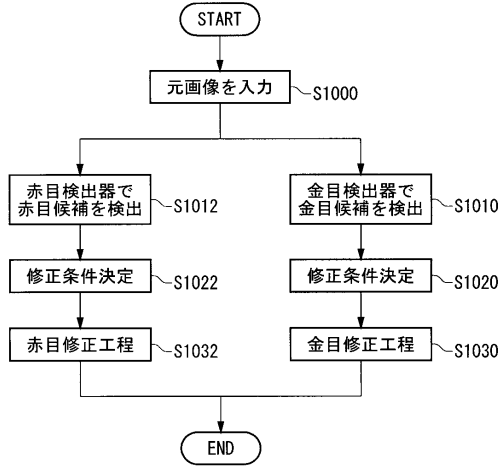 START
元画像を入力
S1000
赤目検出器で
赤目候補を検出
S1012
金目検出器で
金目候補を検出
S1010
修正条件決定
S1022
修正条件決定
S1020
赤目修正工程
S1032
金目修正工程
S1030
END